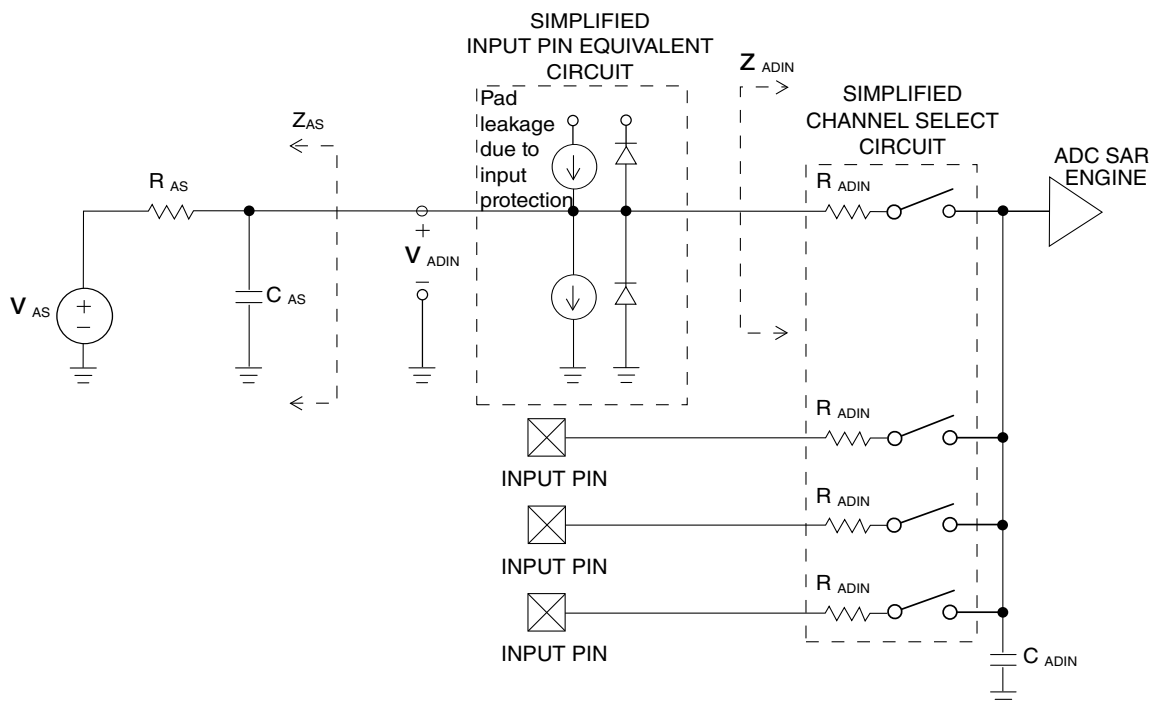 SIMPLIFIED
INPUT PIN EQUIVALENT
CIRCUIT
Pad
leakage
due to
input
protection
Z ADIN
SIMPLIFIED
CHANNEL SELECT
CIRCUIT
ADC SAR
ENGINE
ZAS
R AS
R ADIN
+
V ADIN
–
V AS
+
–
C AS
R ADIN
INPUT PIN
R ADIN
INPUT PIN
R ADIN
INPUT PIN
C ADIN